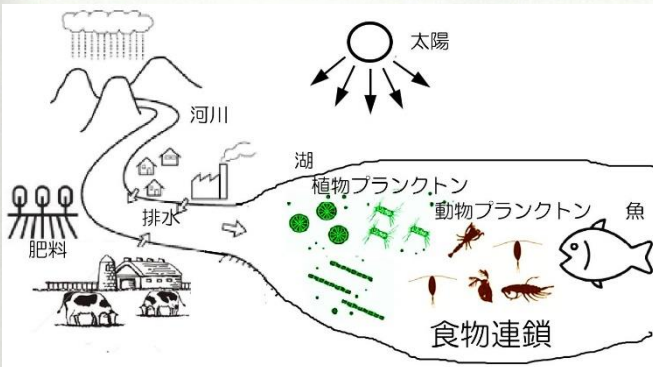 太陽
河川
湖
植物プランクトン
排水
動物プランクトン
魚
肥料
食物連鎖